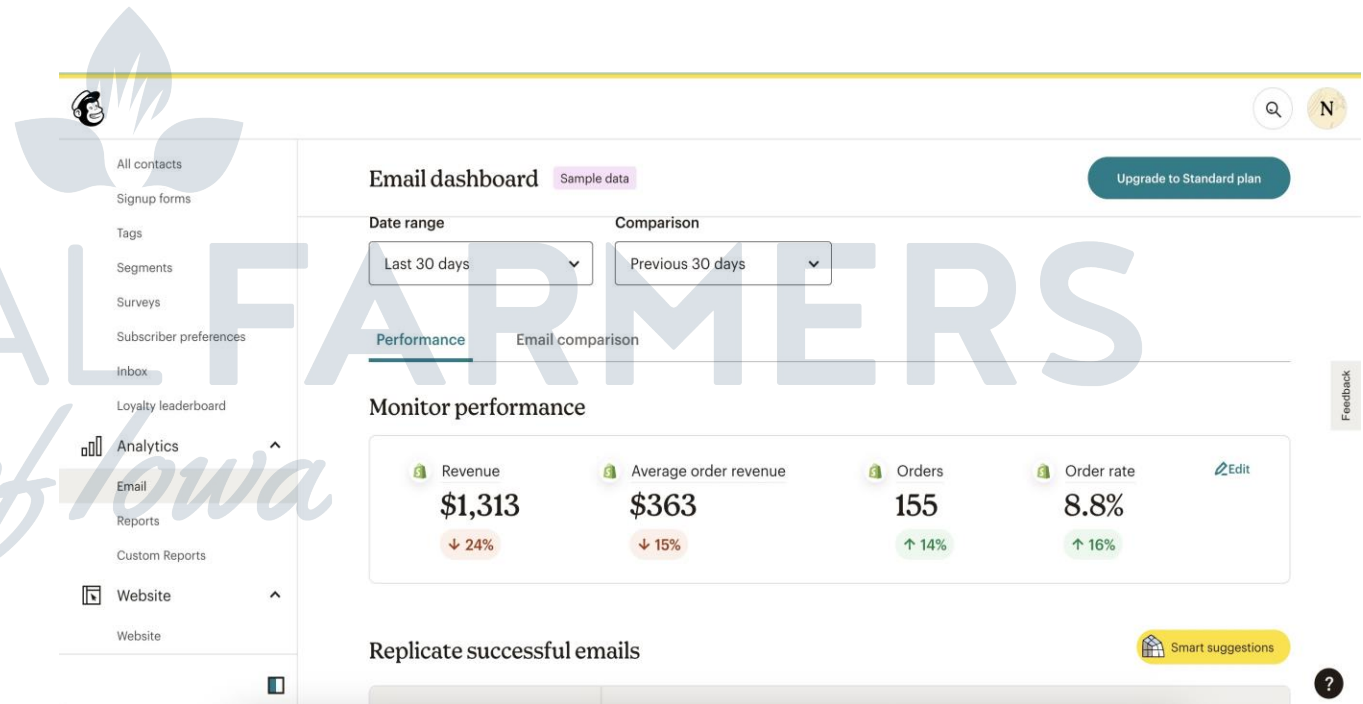 N
All contacts
Signup forms
Tags
Segments
Surveys
Subscriber preferences
Inbox
Loyalty leaderboard
Analytics
Email
Reports
Custom Reports
Website
Website
Email dashboard Sample data Upgrade to Standard plan
Date range Comparison
Last 30 days Previous 30 days
Performance Email comparison
Monitor performance
Revenue Average order revenue Orders Order rate Edit
$1,313 $363 155 8.8%
↓ 24% ↓ 15% ↑ 14% ↑ 16%
Replicate successful emails Smart suggestions
?
Feedback
AL FARMERS
of Iowa